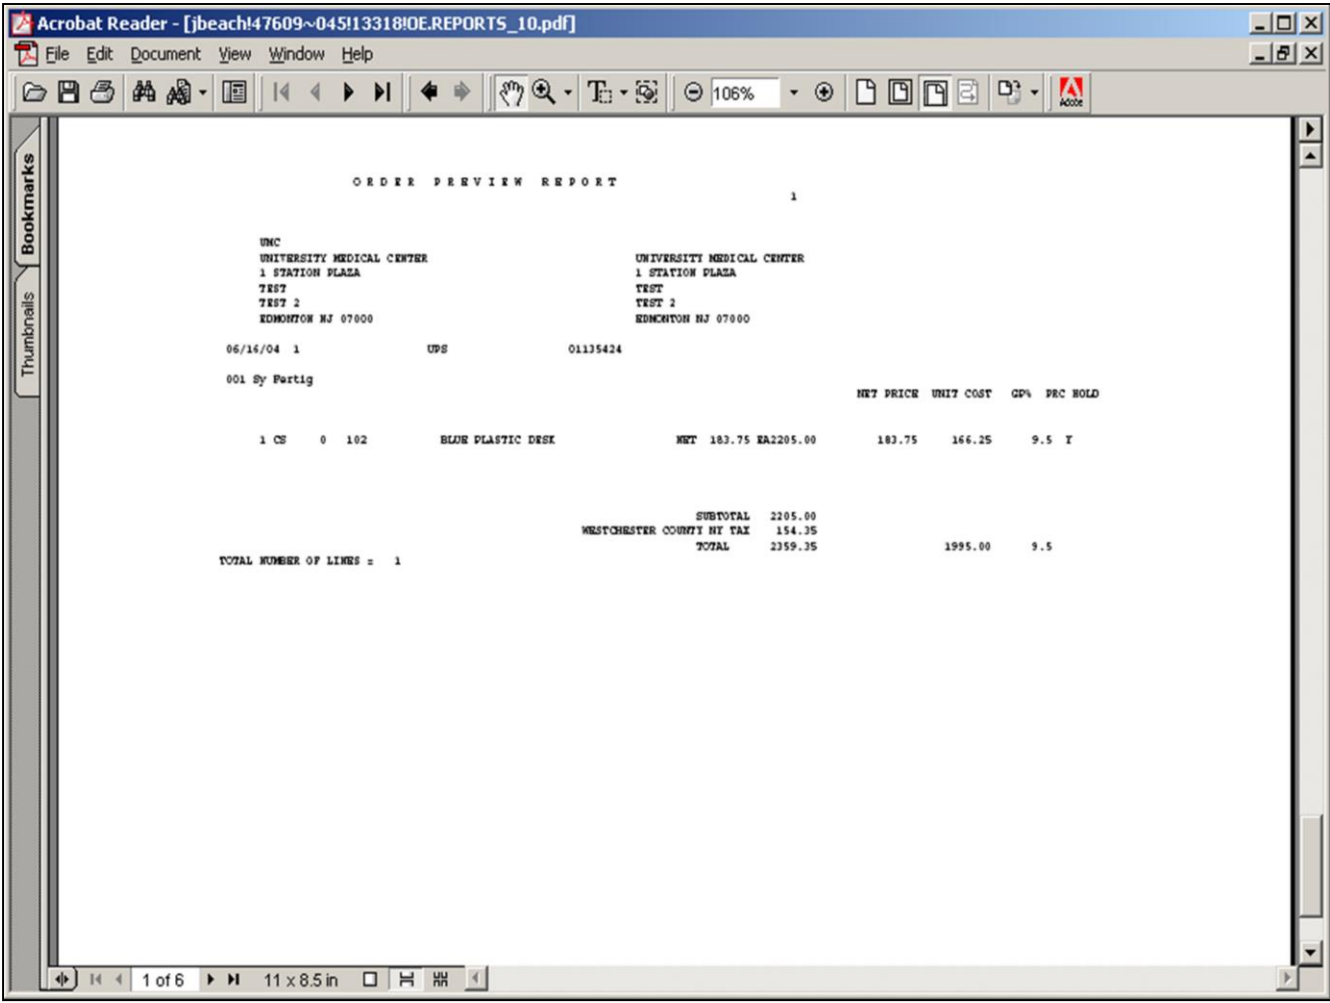 Acrobat Reader - [jbeach!47609~045!13318!OE.REPORTS_10.pdf]
File Edit Document View Window Help
106%
Adobe
Bookmarks
Thumbnails
ORDER PREVIEW REPORT
1
UMC
UNIVERSITY MEDICAL CENTER UNIVERSITY MEDICAL CENTER
1 STATION PLAZA 1 STATION PLAZA
TEST TEST
TEST 2 TEST 2
EDMONTON NJ 07000 EDMONTON NJ 07000
06/16/04 1 UPS 01135424
001 Sy Fertig
NET PRICE UNIT COST GP% PRC HOLD
1 CS 0 102 BLUE PLASTIC DESK NET 183.75 EA2205.00 183.75 166.25 9.5 Y
SUBTOTAL 2205.00
WESTCHESTER COUNTY NY TAX 154.35
TOTAL 2359.35 1995.00 9.5
TOTAL NUMBER OF LINES = 1
1 of 6 11 x 8.5 in